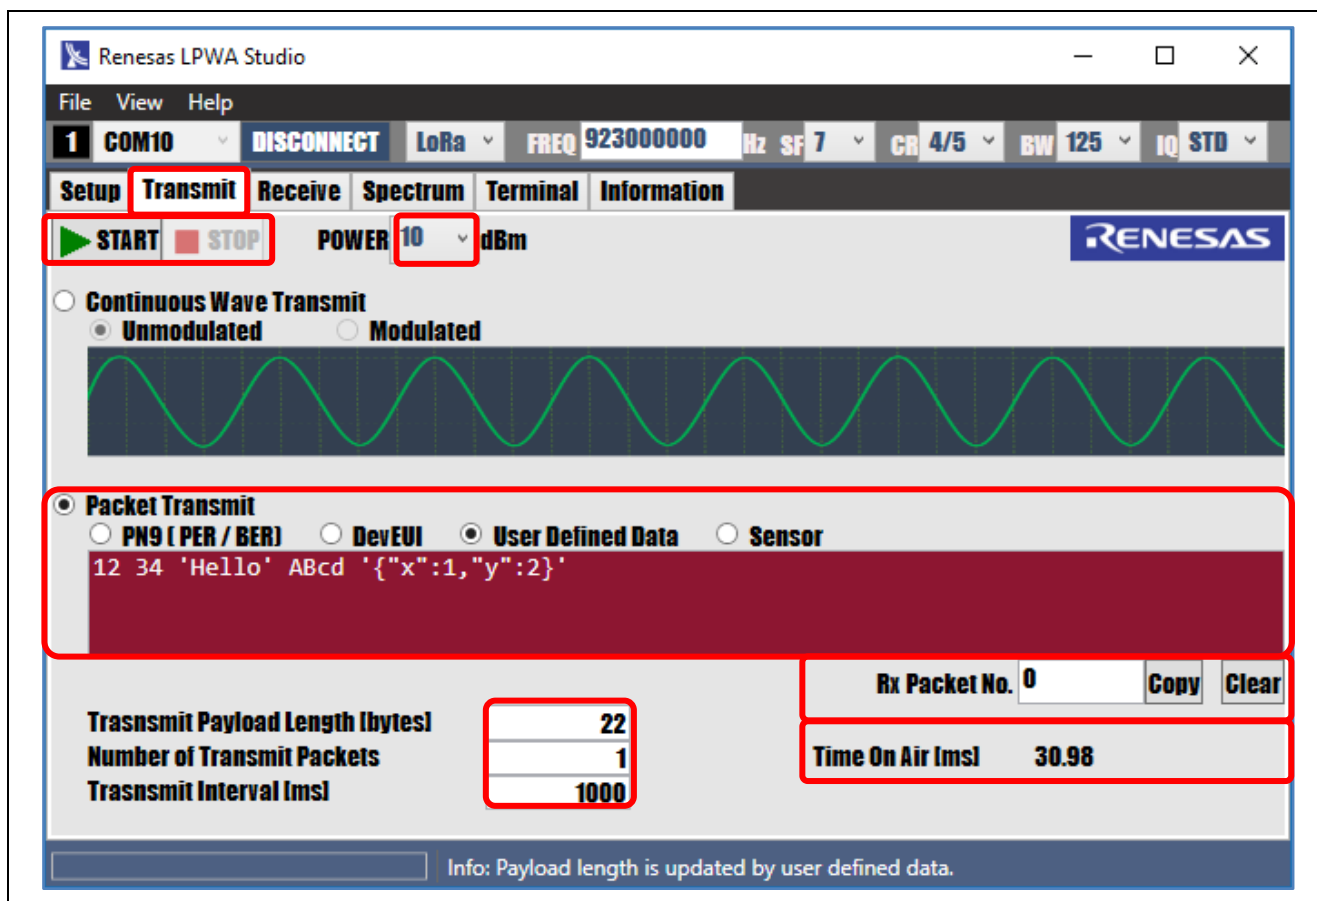 Renesas LPWA Studio
File View Help
1 COM10 DISCONNECT LoRa FREQ 923000000 Hz SF 7 CR 4/5 BW 125 IQ STD
Setup Transmit Receive Spectrum Terminal Information
START STOP POWER 10 dBm RENESAS
Continuous Wave Transmit
Unmodulated Modulated
Packet Transmit
PN9 ( PER / BER) DevEUI User Defined Data Sensor
12 34 'Hello' ABcd '{"x":1,"y":2}'
Rx Packet No. 0 Copy Clear
Trasnsmit Payload Length [bytes] 22
Number of Transmit Packets 1
Time On Air [ms] 30.98
Trasnsmit Interval [ms] 1000
Info: Payload length is updated by user defined data.